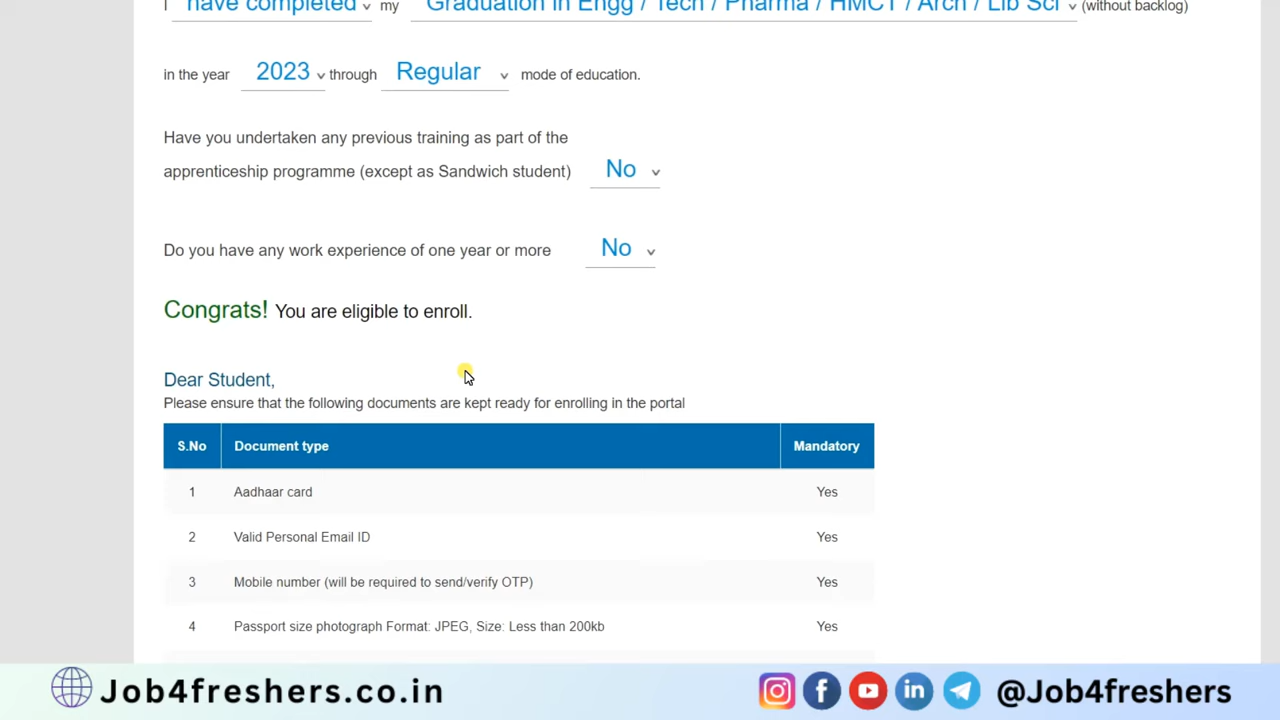 I have completed my Graduation in Engg / Tech / Pharma / HMCT / Arch / Lib Sci (without backlog)
in the year 2023 through Regular mode of education.
Have you undertaken any previous training as part of the
apprenticeship programme (except as Sandwich student) No
Do you have any work experience of one year or more No
Congrats! You are eligible to enroll.
Dear Student,
Please ensure that the following documents are kept ready for enrolling in the portal
S.No Document type Mandatory
1 Aadhaar card Yes
2 Valid Personal Email ID Yes
3 Mobile number (will be required to send/verify OTP) Yes
4 Passport size photograph Format: JPEG, Size: Less than 200kb Yes
Job4freshers.co.in @Job4freshers